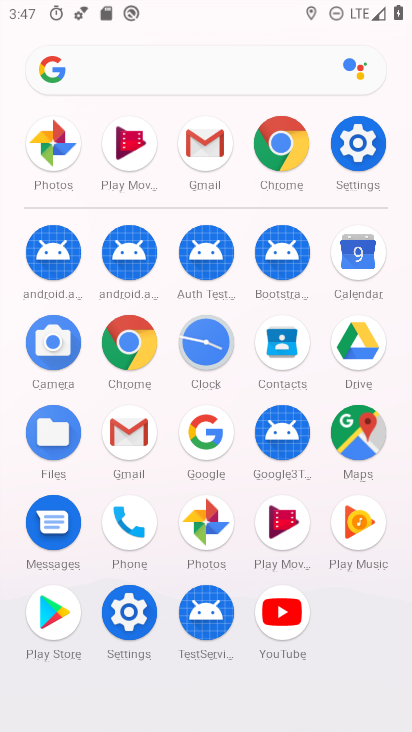 3:47
LTE
Photos
Play Mov...
Gmail
Chrome
Settings
android.a...
android.a...
Auth Test...
Bootstra...
9
Calendar
Camera
Chrome
Clock
Contacts
Drive
Files
Gmail
Google
Google3T...
Maps
Messages
Phone
Photos
Play Mov...
Play Music
Play Store
Settings
TestServi...
YouTube